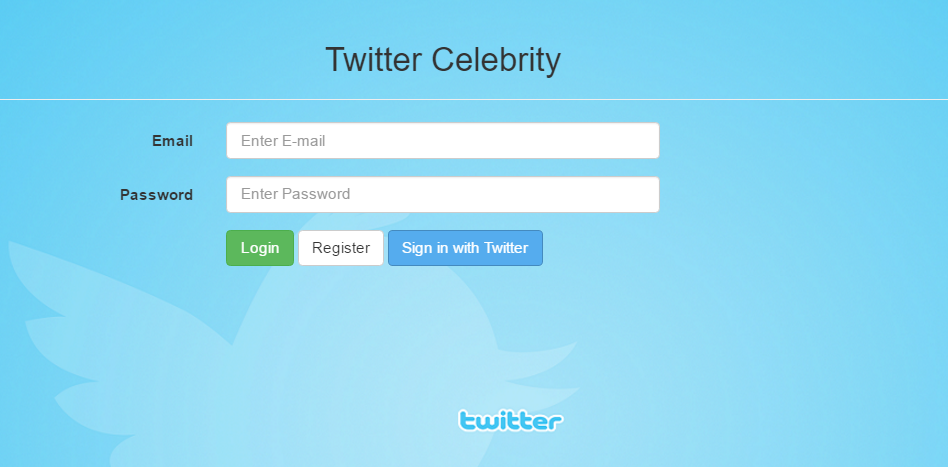 Twitter Celebrity
Email Enter E-mail
Password Enter Password
Login Register Sign in with Twitter
twitter